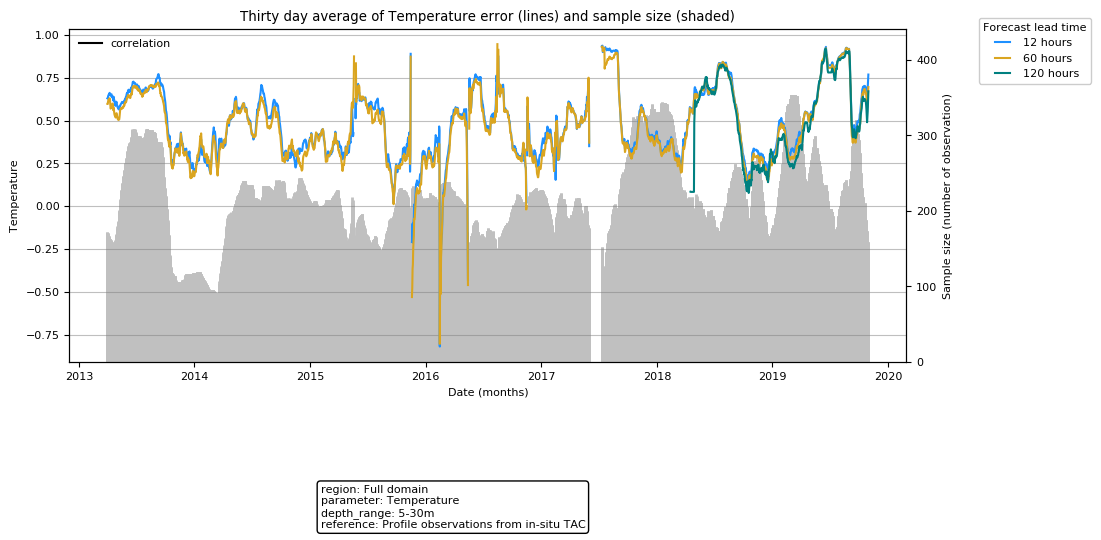 Thirty day average of Temperature error (lines) and sample size (shaded)
Forecast lead time
12 hours
60 hours
120 hours
correlation
1.00
0.75
0.50
0.25
0.00
−0.25
−0.50
−0.75
Temperature
400
300
200
100
0
Sample size (number of observation)
2013 2014 2015 2016 2017 2018 2019 2020
Date (months)
region: Full domain
parameter: Temperature
depth_range: 5-30m
reference: Profile observations from in-situ TAC